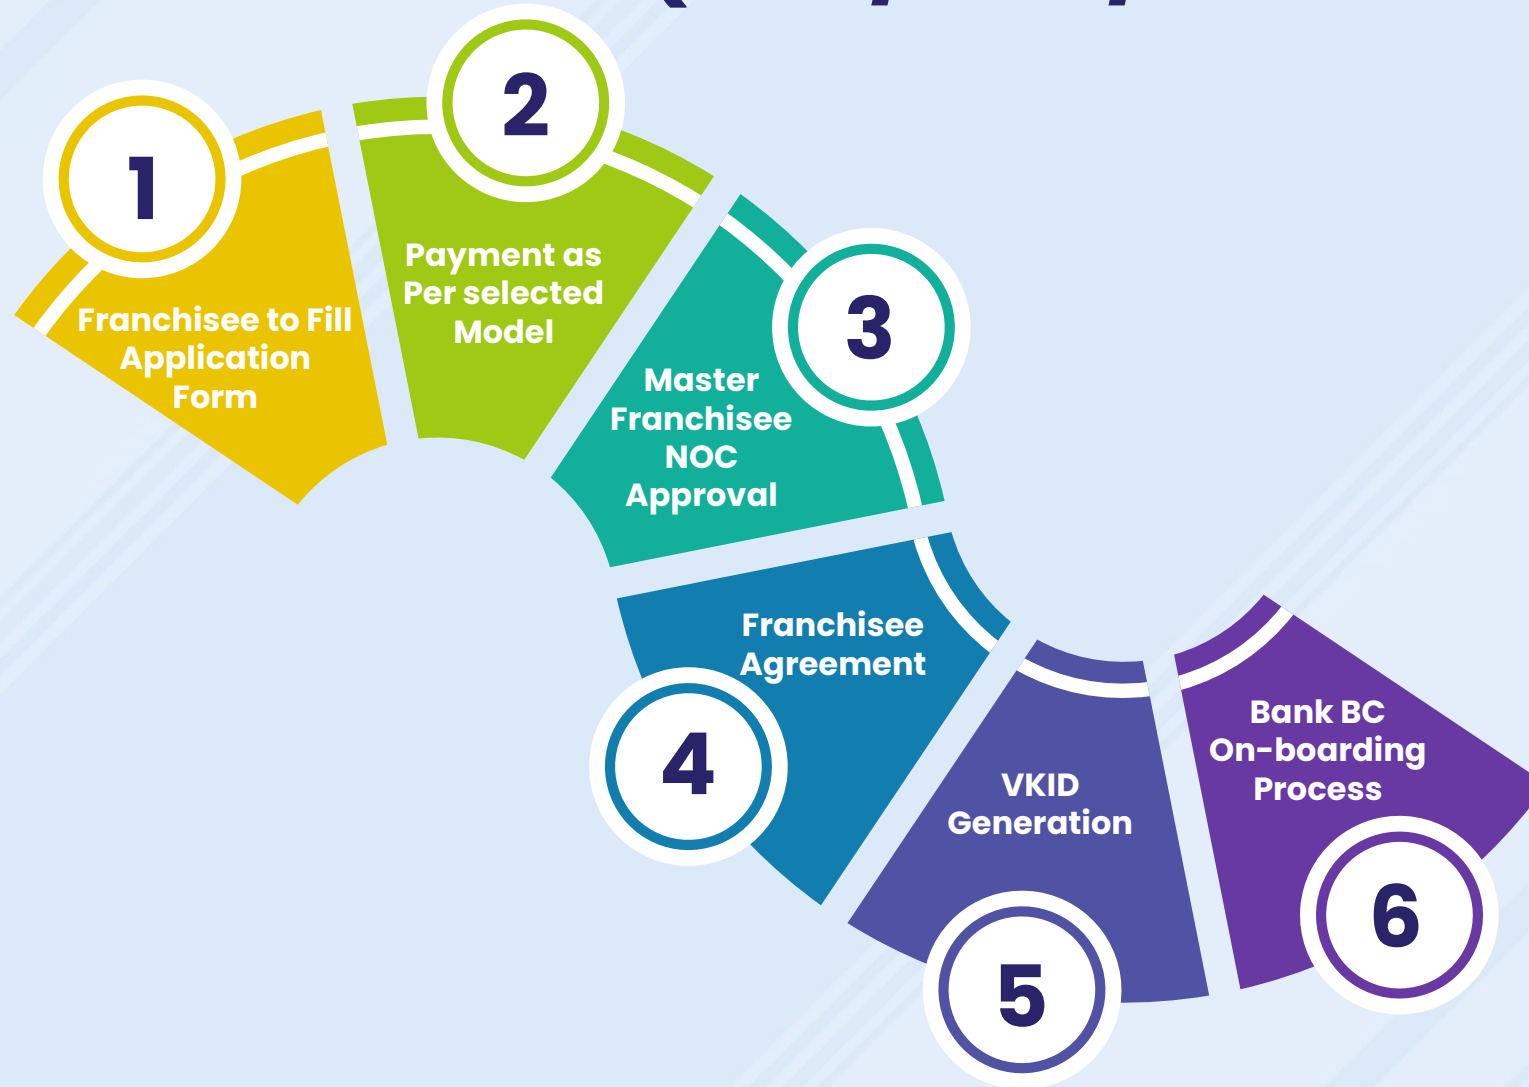 1
Franchisee to Fill
Application
Form
2
Payment as
Per selected
Model
3
Master
Franchisee
NOC
Approval
4
Franchisee
Agreement
5
VKID
Generation
6
Bank BC
On-boarding
Process